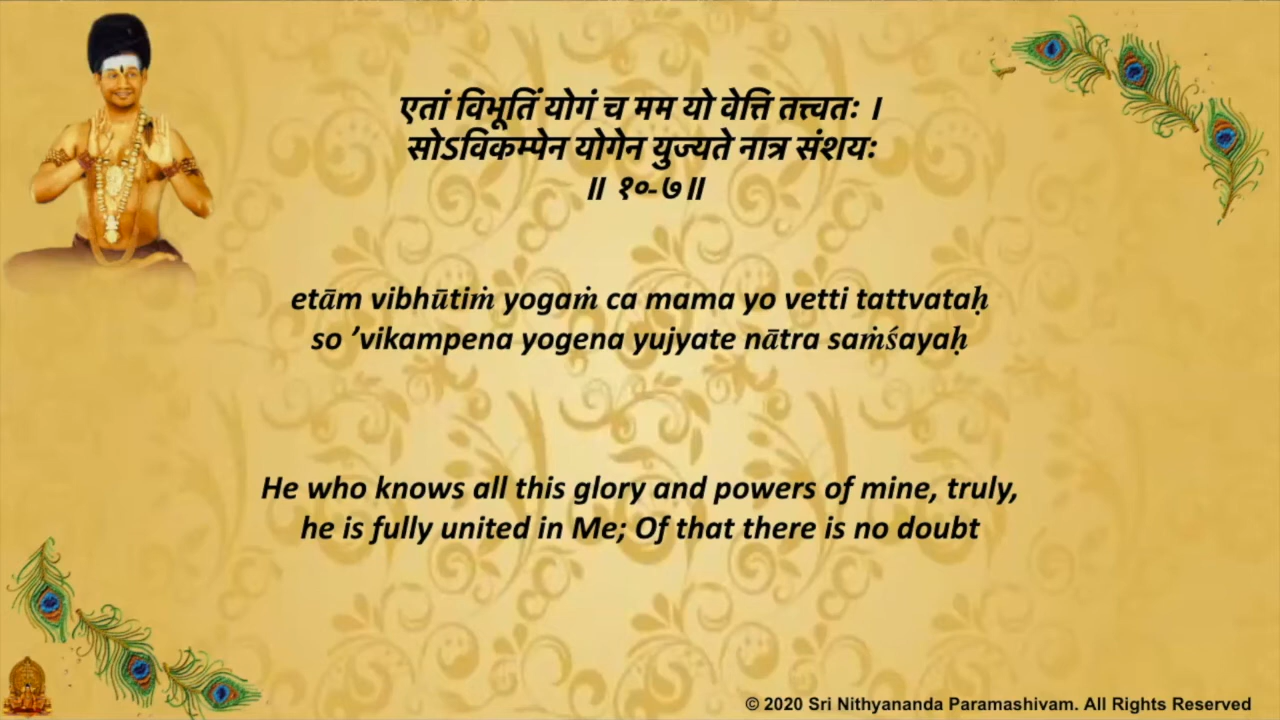 एतां विभूतिं योगं च मम यो वेत्ति तत्त्वतः ।
सोऽविकम्पेन योगेन युज्यते नात्र संशयः
॥ १०-७॥
etām vibhūtiṁ yogaṁ ca mama yo vetti tattvataḥ
so ’vikampena yogena yujyate nātra saṁśayaḥ
He who knows all this glory and powers of mine, truly,
he is fully united in Me; Of that there is no doubt
© 2020 Sri Nithyananda Paramashivam. All Rights Reserved